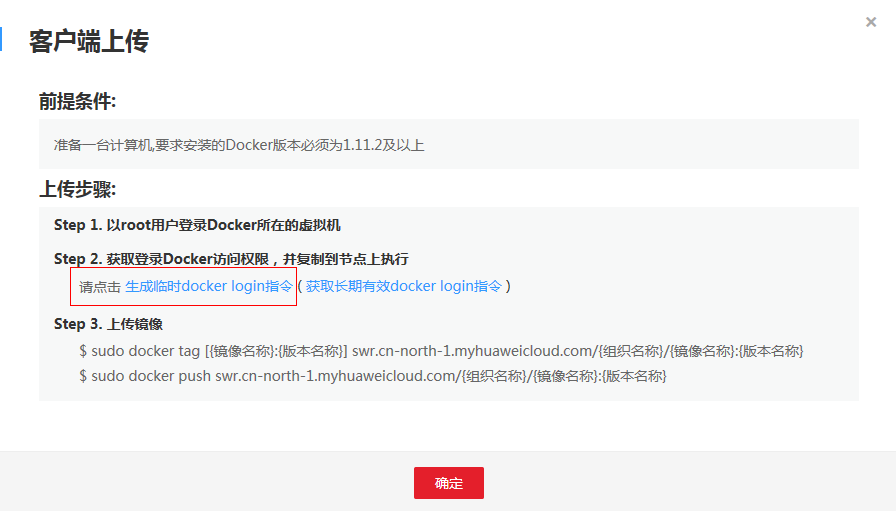 客户端上传
×
前提条件:
准备一台计算机,要求安装的Docker版本必须为1.11.2及以上
上传步骤:
Step 1. 以root用户登录Docker所在的虚拟机
Step 2. 获取登录Docker访问权限，并复制到节点上执行
请点击 生成临时docker login指令 ( 获取长期有效docker login指令 )
Step 3. 上传镜像
$ sudo docker tag [{镜像名称}:{版本名称}] swr.cn-north-1.myhuaweicloud.com/{组织名称}/{镜像名称}:{版本名称}
$ sudo docker push swr.cn-north-1.myhuaweicloud.com/{组织名称}/{镜像名称}:{版本名称}
确定